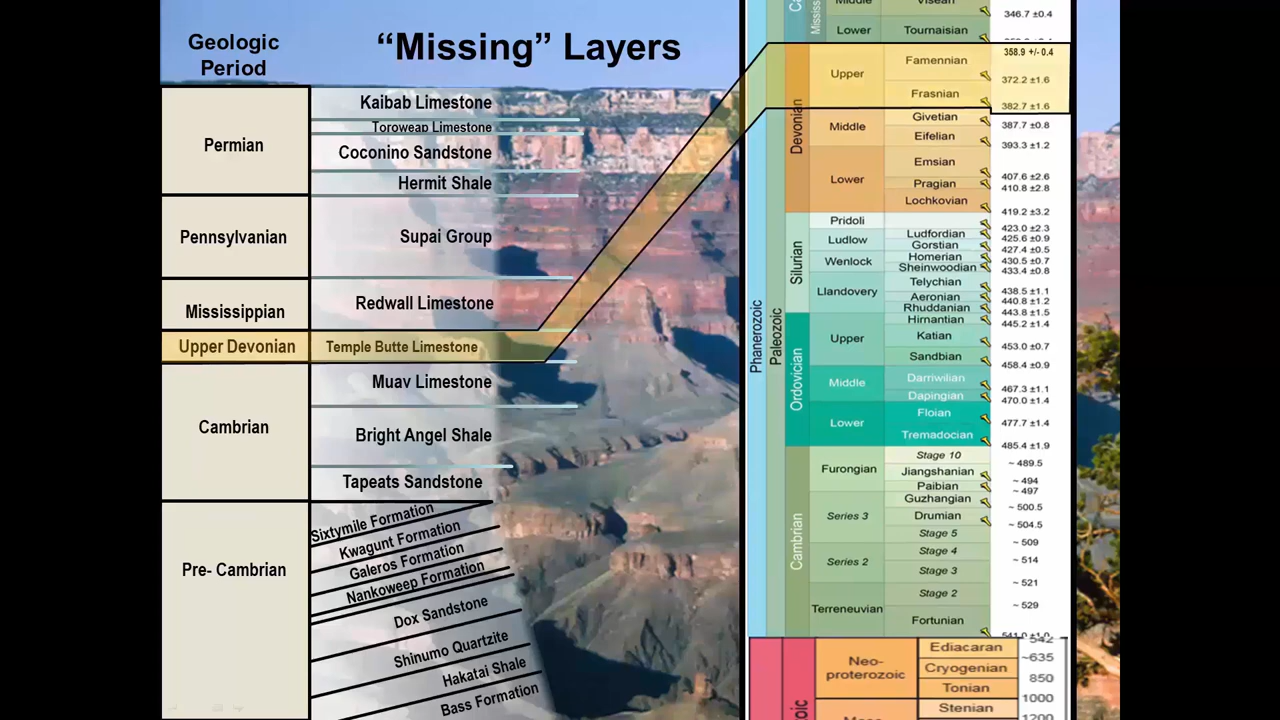 Geologic
Period
“Missing” Layers
Kaibab Limestone
Toroweap Limestone
Permian
Coconino Sandstone
Hermit Shale
Pennsylvanian
Supai Group
Mississippian
Redwall Limestone
Upper Devonian
Temple Butte Limestone
Muav Limestone
Cambrian
Bright Angel Shale
Tapeats Sandstone
Pre- Cambrian
Sixtymile Formation
Kwagunt Formation
Galeros Formation
Nankoweep Formation
Dox Sandstone
Shinumo Quartzite
Hakatai Shale
Bass Formation
Phanerozoic
Paleozoic
Mississ
Middle
Visean
346.7 ±0.4
Lower
Tournaisian
358.9 +/- 0.4
Devonian
Upper
Famennian
372.2 ±1.6
Frasnian
382.7 ±1.6
Middle
Givetian
387.7 ±0.8
Eifelian
393.3 ±1.2
Lower
Emsian
407.6 ±2.6
Pragian
410.8 ±2.8
Lochkovian
419.2 ±3.2
Silurian
Pridoli
423.0 ±2.3
Ludlow
Ludfordian
425.6 ±0.9
Gorstian
427.4 ±0.5
Wenlock
Homerian
430.5 ±0.7
Sheinwoodian
433.4 ±0.8
Llandovery
Telychian
438.5 ±1.1
Aeronian
440.8 ±1.2
Rhuddanian
443.8 ±1.5
Ordovician
Upper
Hirnantian
445.2 ±1.4
Katian
453.0 ±0.7
Sandbian
458.4 ±0.9
Middle
Darriwilian
467.3 ±1.1
Dapingian
470.0 ±1.4
Lower
Floian
477.7 ±1.4
Tremadocian
485.4 ±1.9
Cambrian
Furongian
Stage 10
~ 489.5
Jiangshanian
~ 494
Paibian
~ 497
Series 3
Guzhangian
~ 500.5
Drumian
~ 504.5
Stage 5
~ 509
Series 2
Stage 4
~ 514
Stage 3
~ 521
Terreneuvian
Stage 2
~ 529
Fortunian
541.0 ±1.0
542
Neo-
proterozoic
Ediacaran
~635
Cryogenian
850
Tonian
1000
Stenian
1200